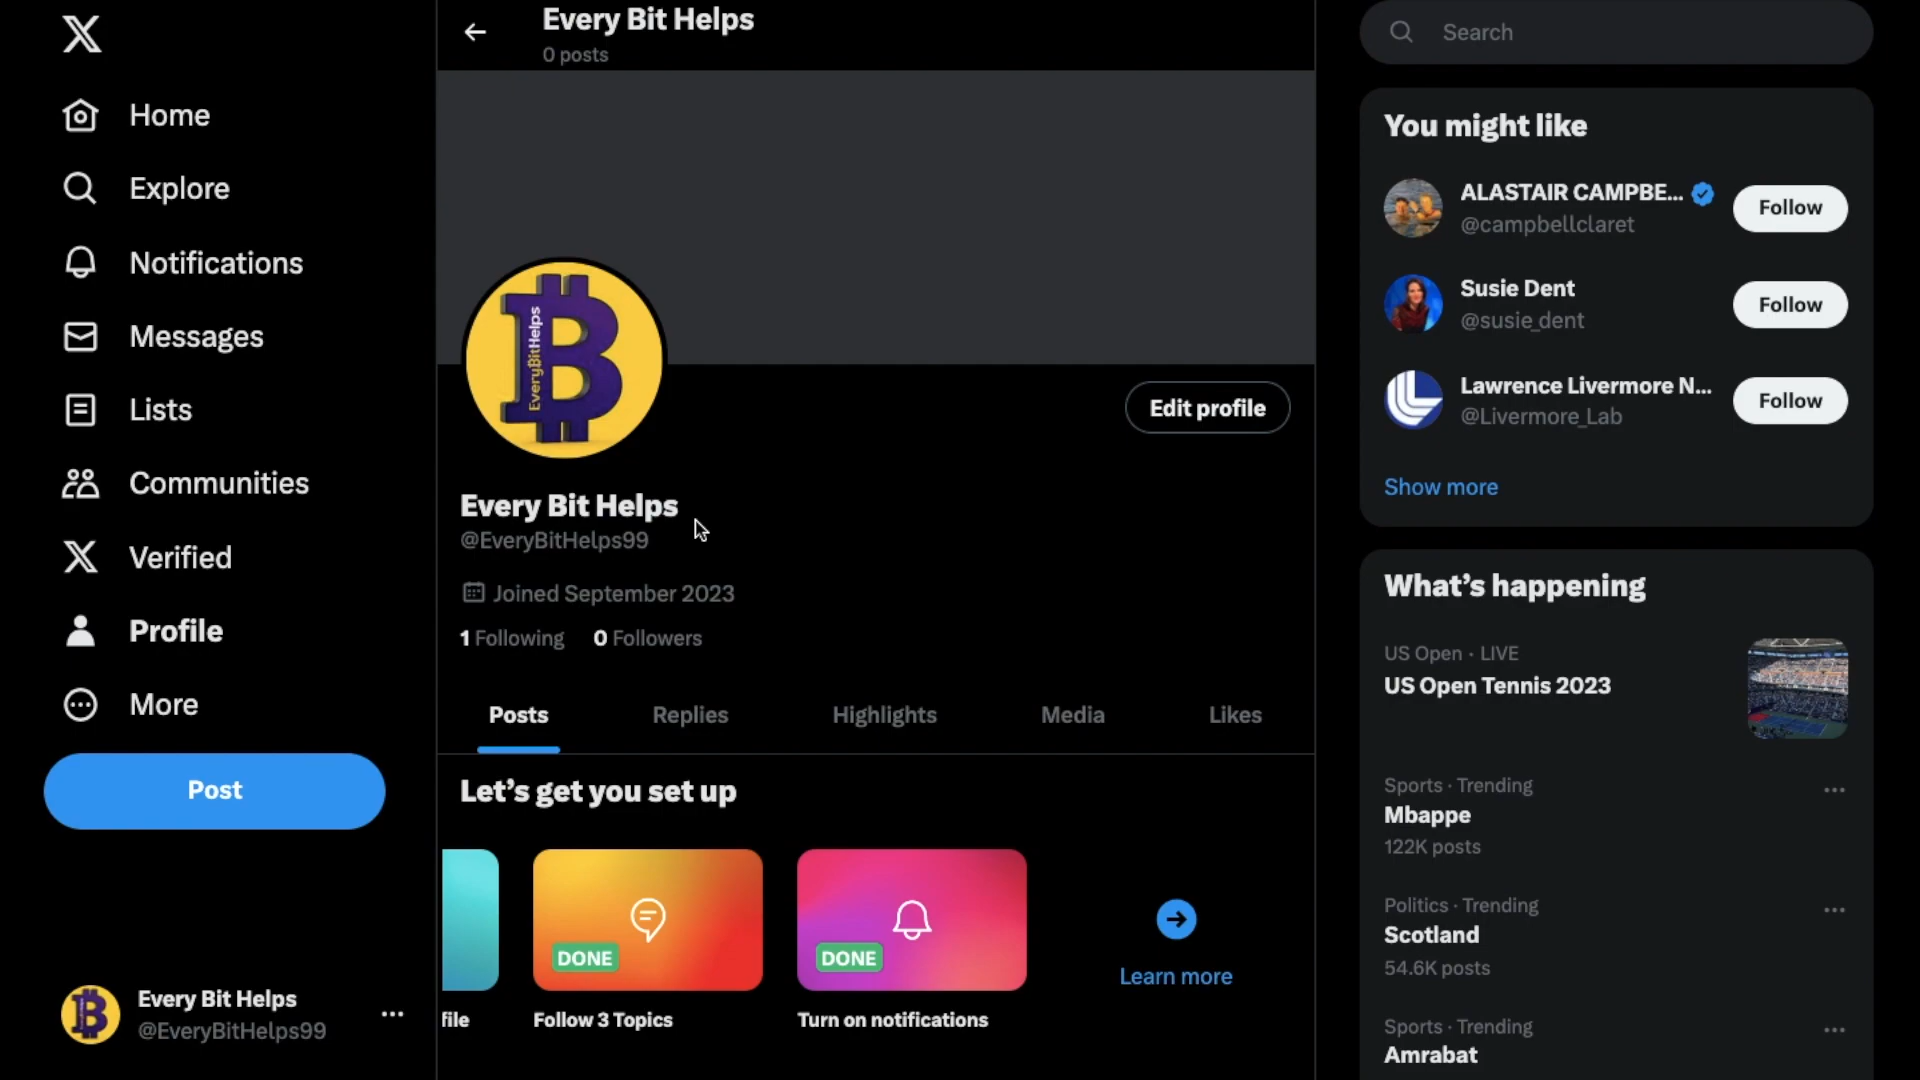 Home
Explore
Notifications
Messages
Lists
Communities
Verified
Profile
More
Post
Every Bit Helps
@EveryBitHelps99
Every Bit Helps
0 posts
EveryBitHelps
Edit profile
Every Bit Helps
@EveryBitHelps99
Joined September 2023
1 Following 0 Followers
Posts Replies Highlights Media Likes
Let’s get you set up
DONE DONE
Learn more
file Follow 3 Topics Turn on notifications
Search
You might like
ALASTAIR CAMPBE...
@campbellclaret
Follow
Susie Dent
@susie_dent
Follow
Lawrence Livermore N...
@Livermore_Lab
Follow
Show more
What’s happening
US Open · LIVE
US Open Tennis 2023
Sports · Trending
Mbappe
122K posts
Politics · Trending
Scotland
54.6K posts
Sports · Trending
Amrabat